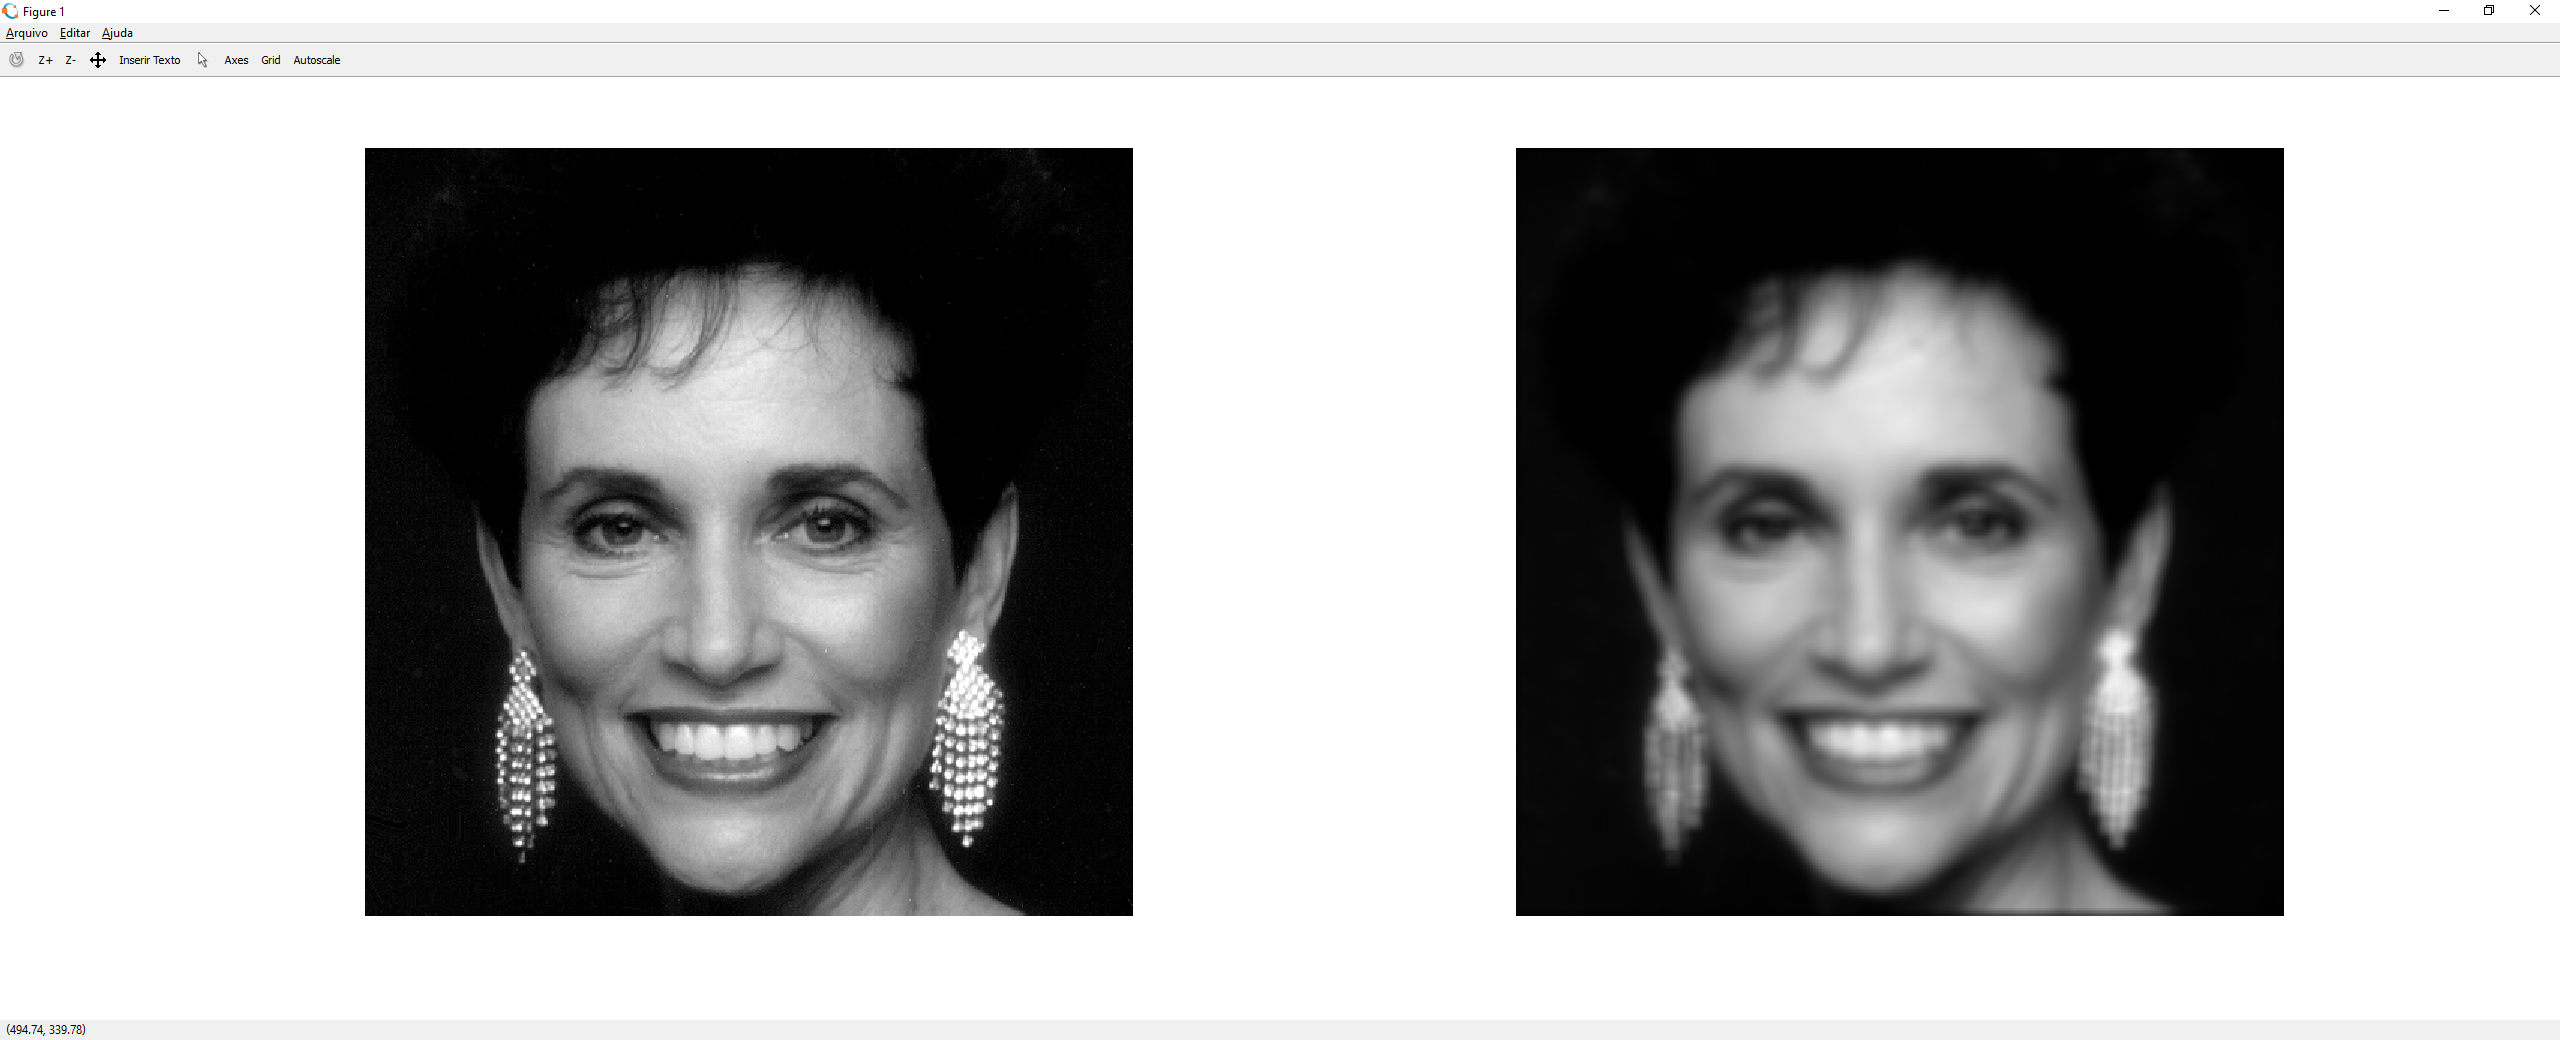 Figure 1
Arquivo Editar Ajuda
Z+ Z- Inserir Texto Axes Grid Autoscale
(494.74, 339.78)